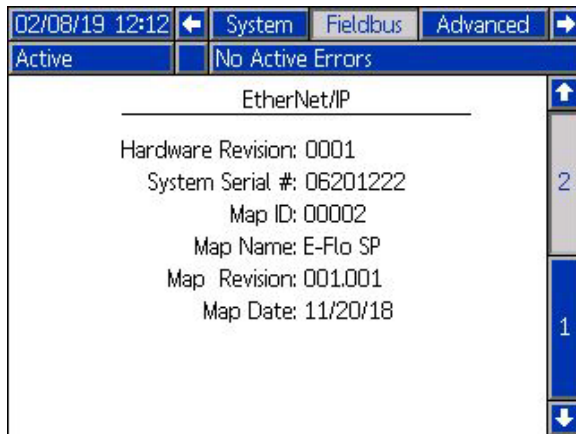 02/08/19 12:12 System Fieldbus Advanced
Active No Active Errors
EtherNet/IP
Hardware Revision: 0001
System Serial #: 06201222
Map ID: 00002
Map Name: E-Flo SP
Map Revision: 001.001
Map Date: 11/20/18
2
1